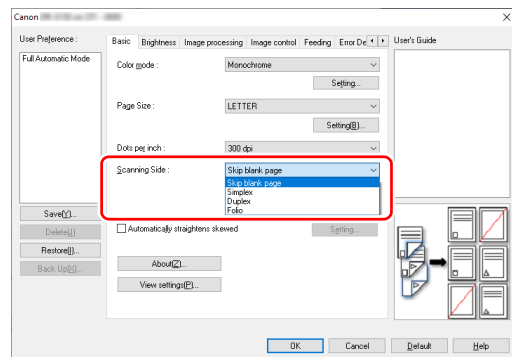 Canon
User Preference :
Full Automatic Mode
Save(Y)...
Delete(J)
Restore(I)...
Back Up(X)...
Basic Brightness Image processing Image control Feeding Error De
Color mode : Monochrome
Setting...
Page Size : LETTER
Setting(B)...
Dots per inch : 300 dpi
Scanning Side : Skip blank page
Skip blank page
Simplex
Duplex
Folio
Automatically straightens skewed
Setting...
About(Z)...
View settings(P)...
User's Guide
OK Cancel Default Help